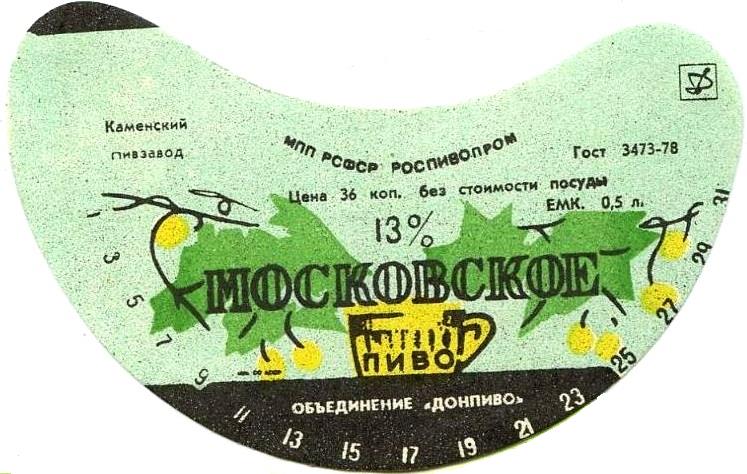 Каменский
пивзавод
МПП РСФСР РОСПИВОПРОМ
Гост 3473-78
Цена 36 коп. без стоимости посуды
ЕМК. 0,5 л.
13%
МОСКОВСКОЕ
ПИВО
ОБЪЕДИНЕНИЕ «ДОНПИВО»
1 3 5 7 9 11 13 15 17 19 21 23 25 27 29 31